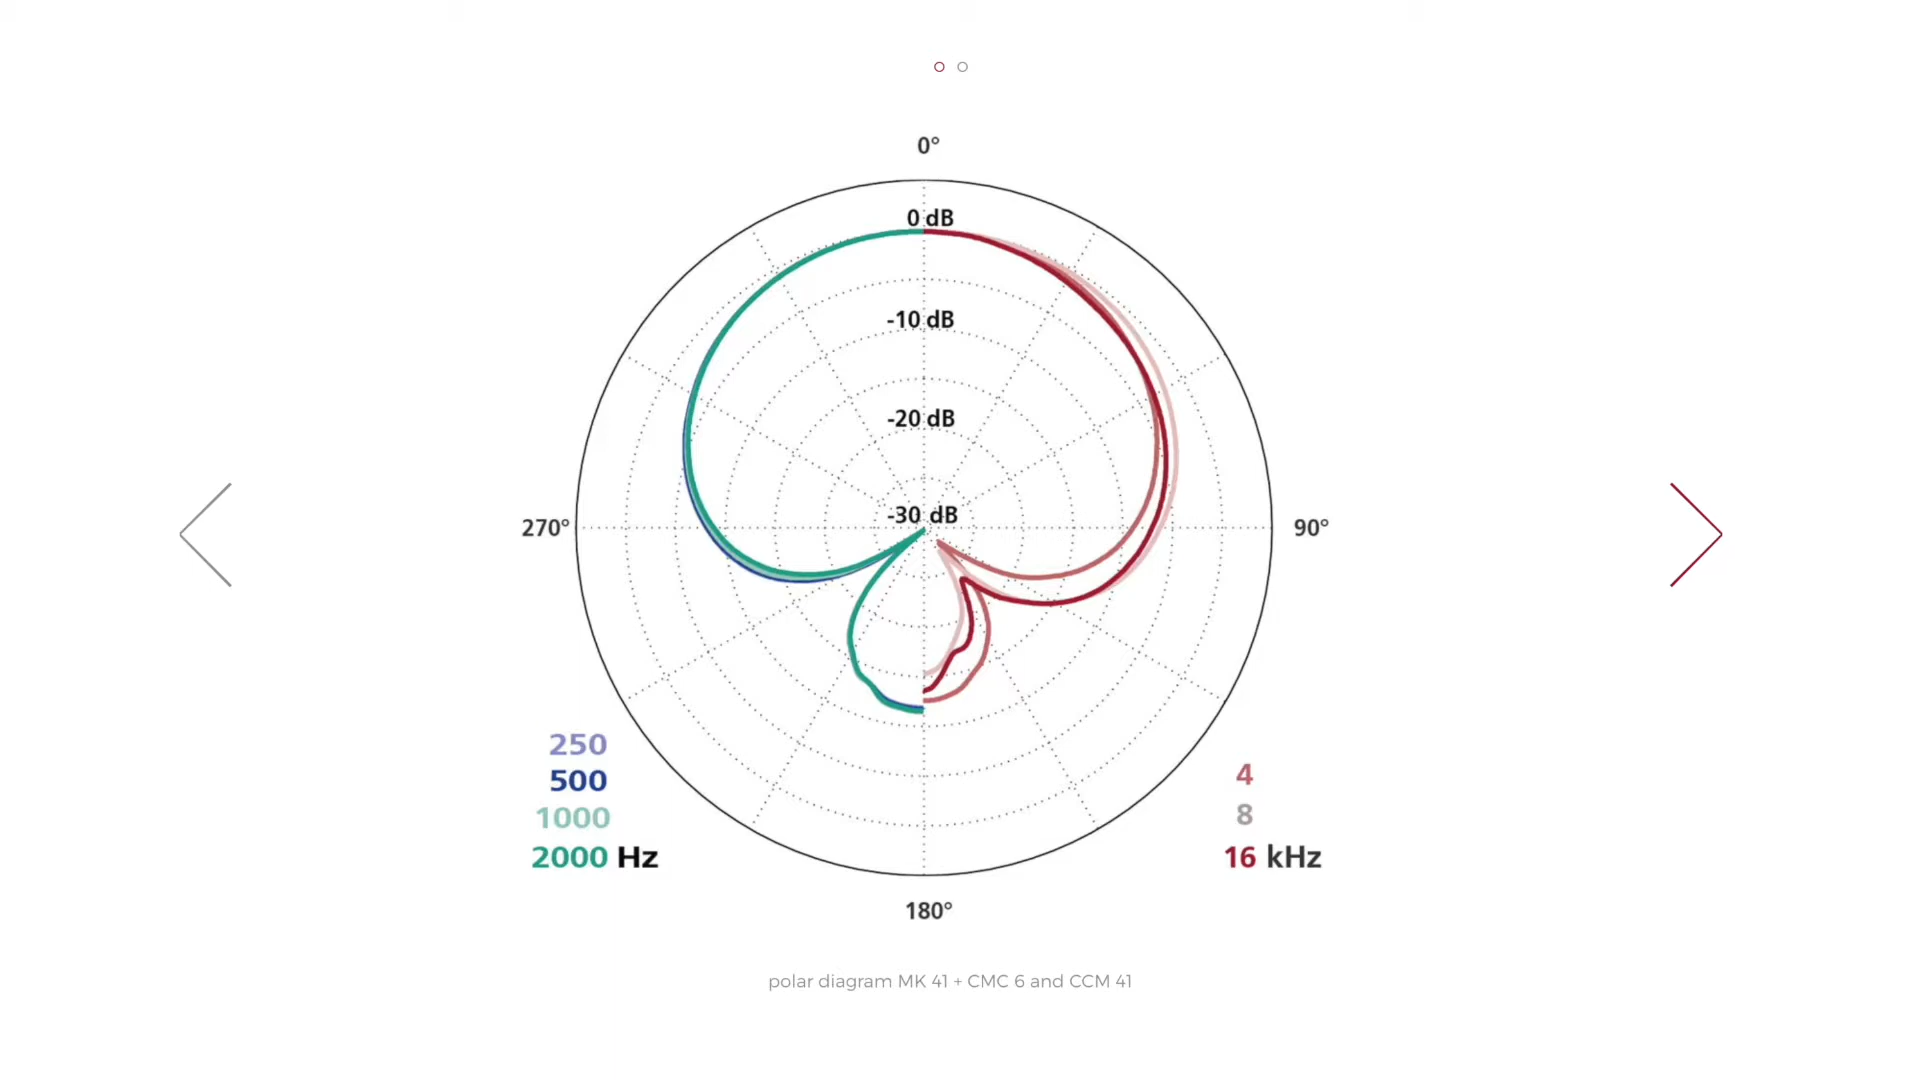 0°
0 dB
-10 dB
-20 dB
-30 dB
270°
90°
250
500
1000
2000 Hz
4
8
16 kHz
180°
polar diagram MK 41 + CMC 6 and CCM 41